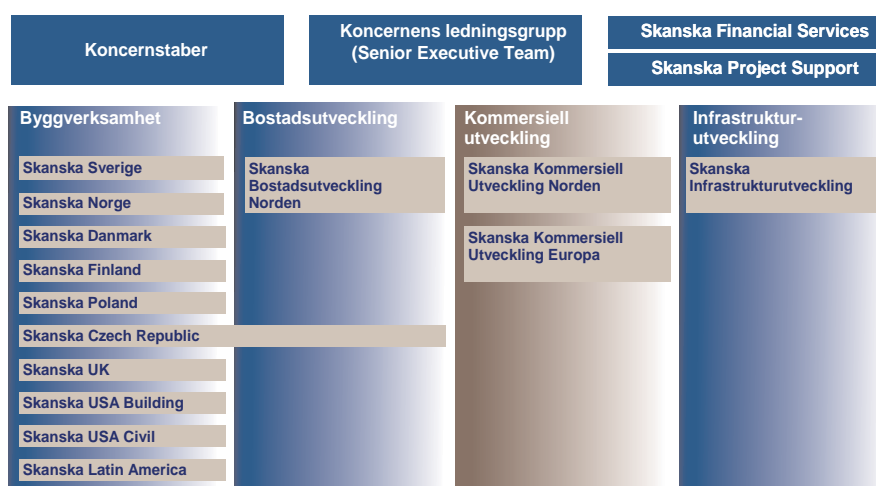 Koncernstaber
Koncernens ledningsgrupp
(Senior Executive Team)
Skanska Financial Services
Skanska Project Support
Byggverksamhet
Skanska Sverige
Skanska Norge
Skanska Danmark
Skanska Finland
Skanska Poland
Skanska Czech Republic
Skanska UK
Skanska USA Building
Skanska USA Civil
Skanska Latin America
Bostadsutveckling
Skanska
Bostadsutveckling
Norden
Kommersiell
utveckling
Skanska Kommersiell
Utveckling Norden
Skanska Kommersiell
Utveckling Europa
Infrastruktur-
utveckling
Skanska
Infrastrukturutveckling